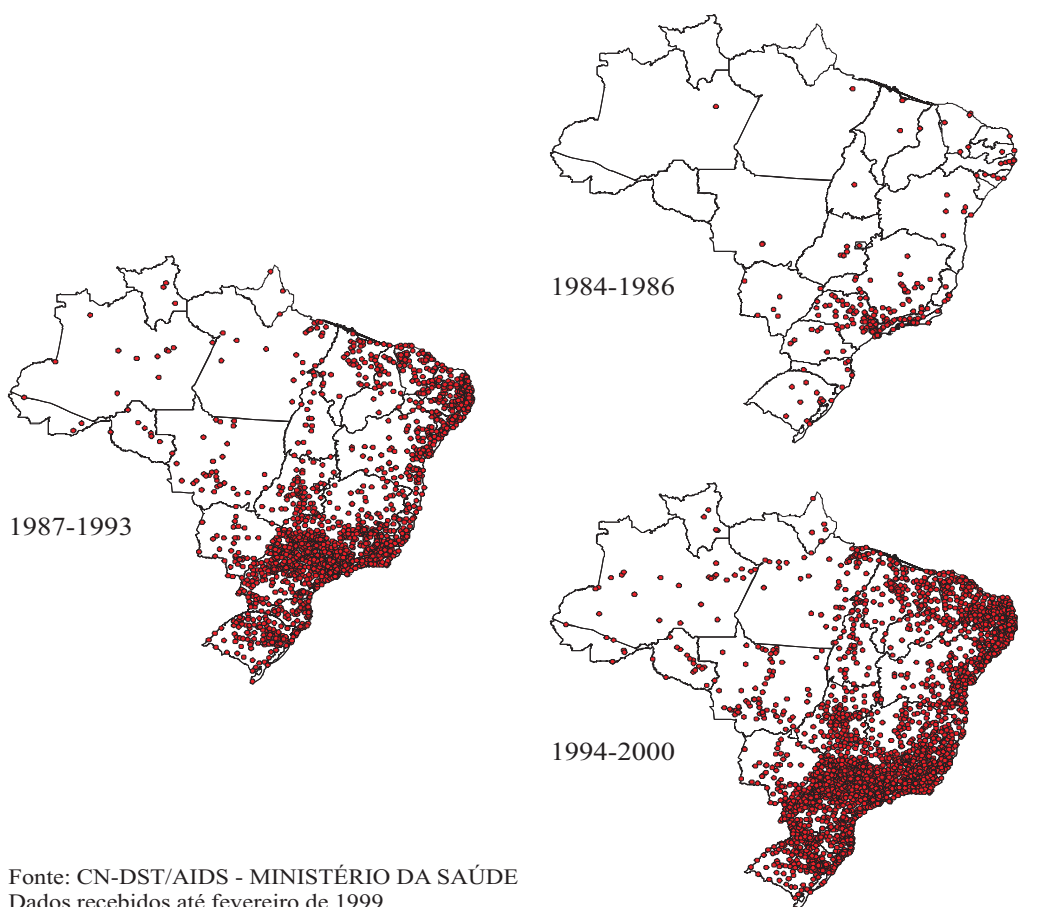 1984-1986
1987-1993
1994-2000
Fonte: CN-DST/AIDS - MINISTÉRIO DA SAÚDE
Dados recebidos até fevereiro de 1999